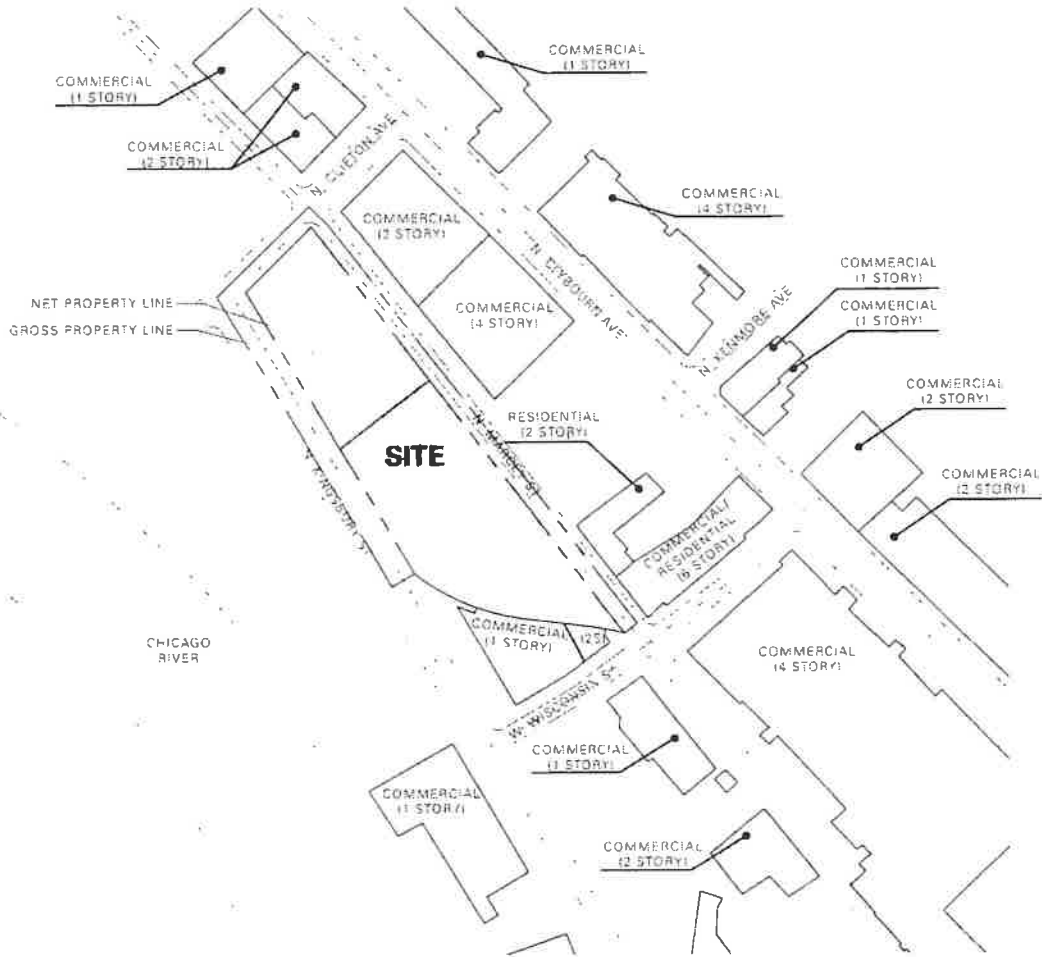 COMMERCIAL
(1 STORY)
COMMERCIAL
(1 STORY)
COMMERCIAL
(2 STORY)
N. CLIFTON AVE
COMMERCIAL
(4 STORY)
COMMERCIAL
(2 STORY)
N. CLYBOURN AVE
COMMERCIAL
(1 STORY)
COMMERCIAL
(1 STORY)
N. KENMORE AVE
NET PROPERTY LINE
GROSS PROPERTY LINE
COMMERCIAL
(4 STORY)
COMMERCIAL
(2 STORY)
RESIDENTIAL
(2 STORY)
N. MARCEY ST
SITE
COMMERCIAL
(2 STORY)
COMMERCIAL/
RESIDENTIAL
(6 STORY)
COMMERCIAL
(1 STORY)
(2S)
CHICAGO
RIVER
COMMERCIAL
(4 STORY)
W. WISCONSIN ST
COMMERCIAL
(1 STORY)
COMMERCIAL
(1 STORY)
COMMERCIAL
(2 STORY)